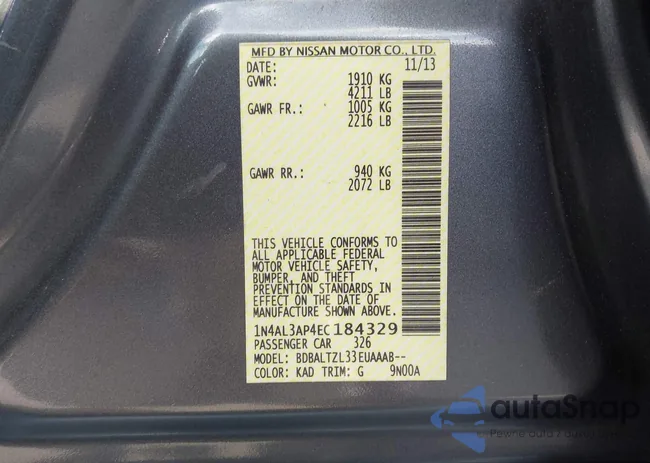 MFD BY NISSAN MOTOR CO., LTD.
DATE: 11/13
GVWR: 1910 KG
4211 LB
GAWR FR.: 1005 KG
2216 LB
GAWR RR.: 940 KG
2072 LB
THIS VEHICLE CONFORMS TO
ALL APPLICABLE FEDERAL
MOTOR VEHICLE SAFETY,
BUMPER, AND THEFT
PREVENTION STANDARDS IN
EFFECT ON THE DATE OF
MANUFACTURE SHOWN ABOVE.
1N4AL3AP4EC184329
PASSENGER CAR 326
MODEL: BDBALTZL33EUAAAB--
COLOR: KAD TRIM: G 9N00A
autaSnap
Pewne auta z